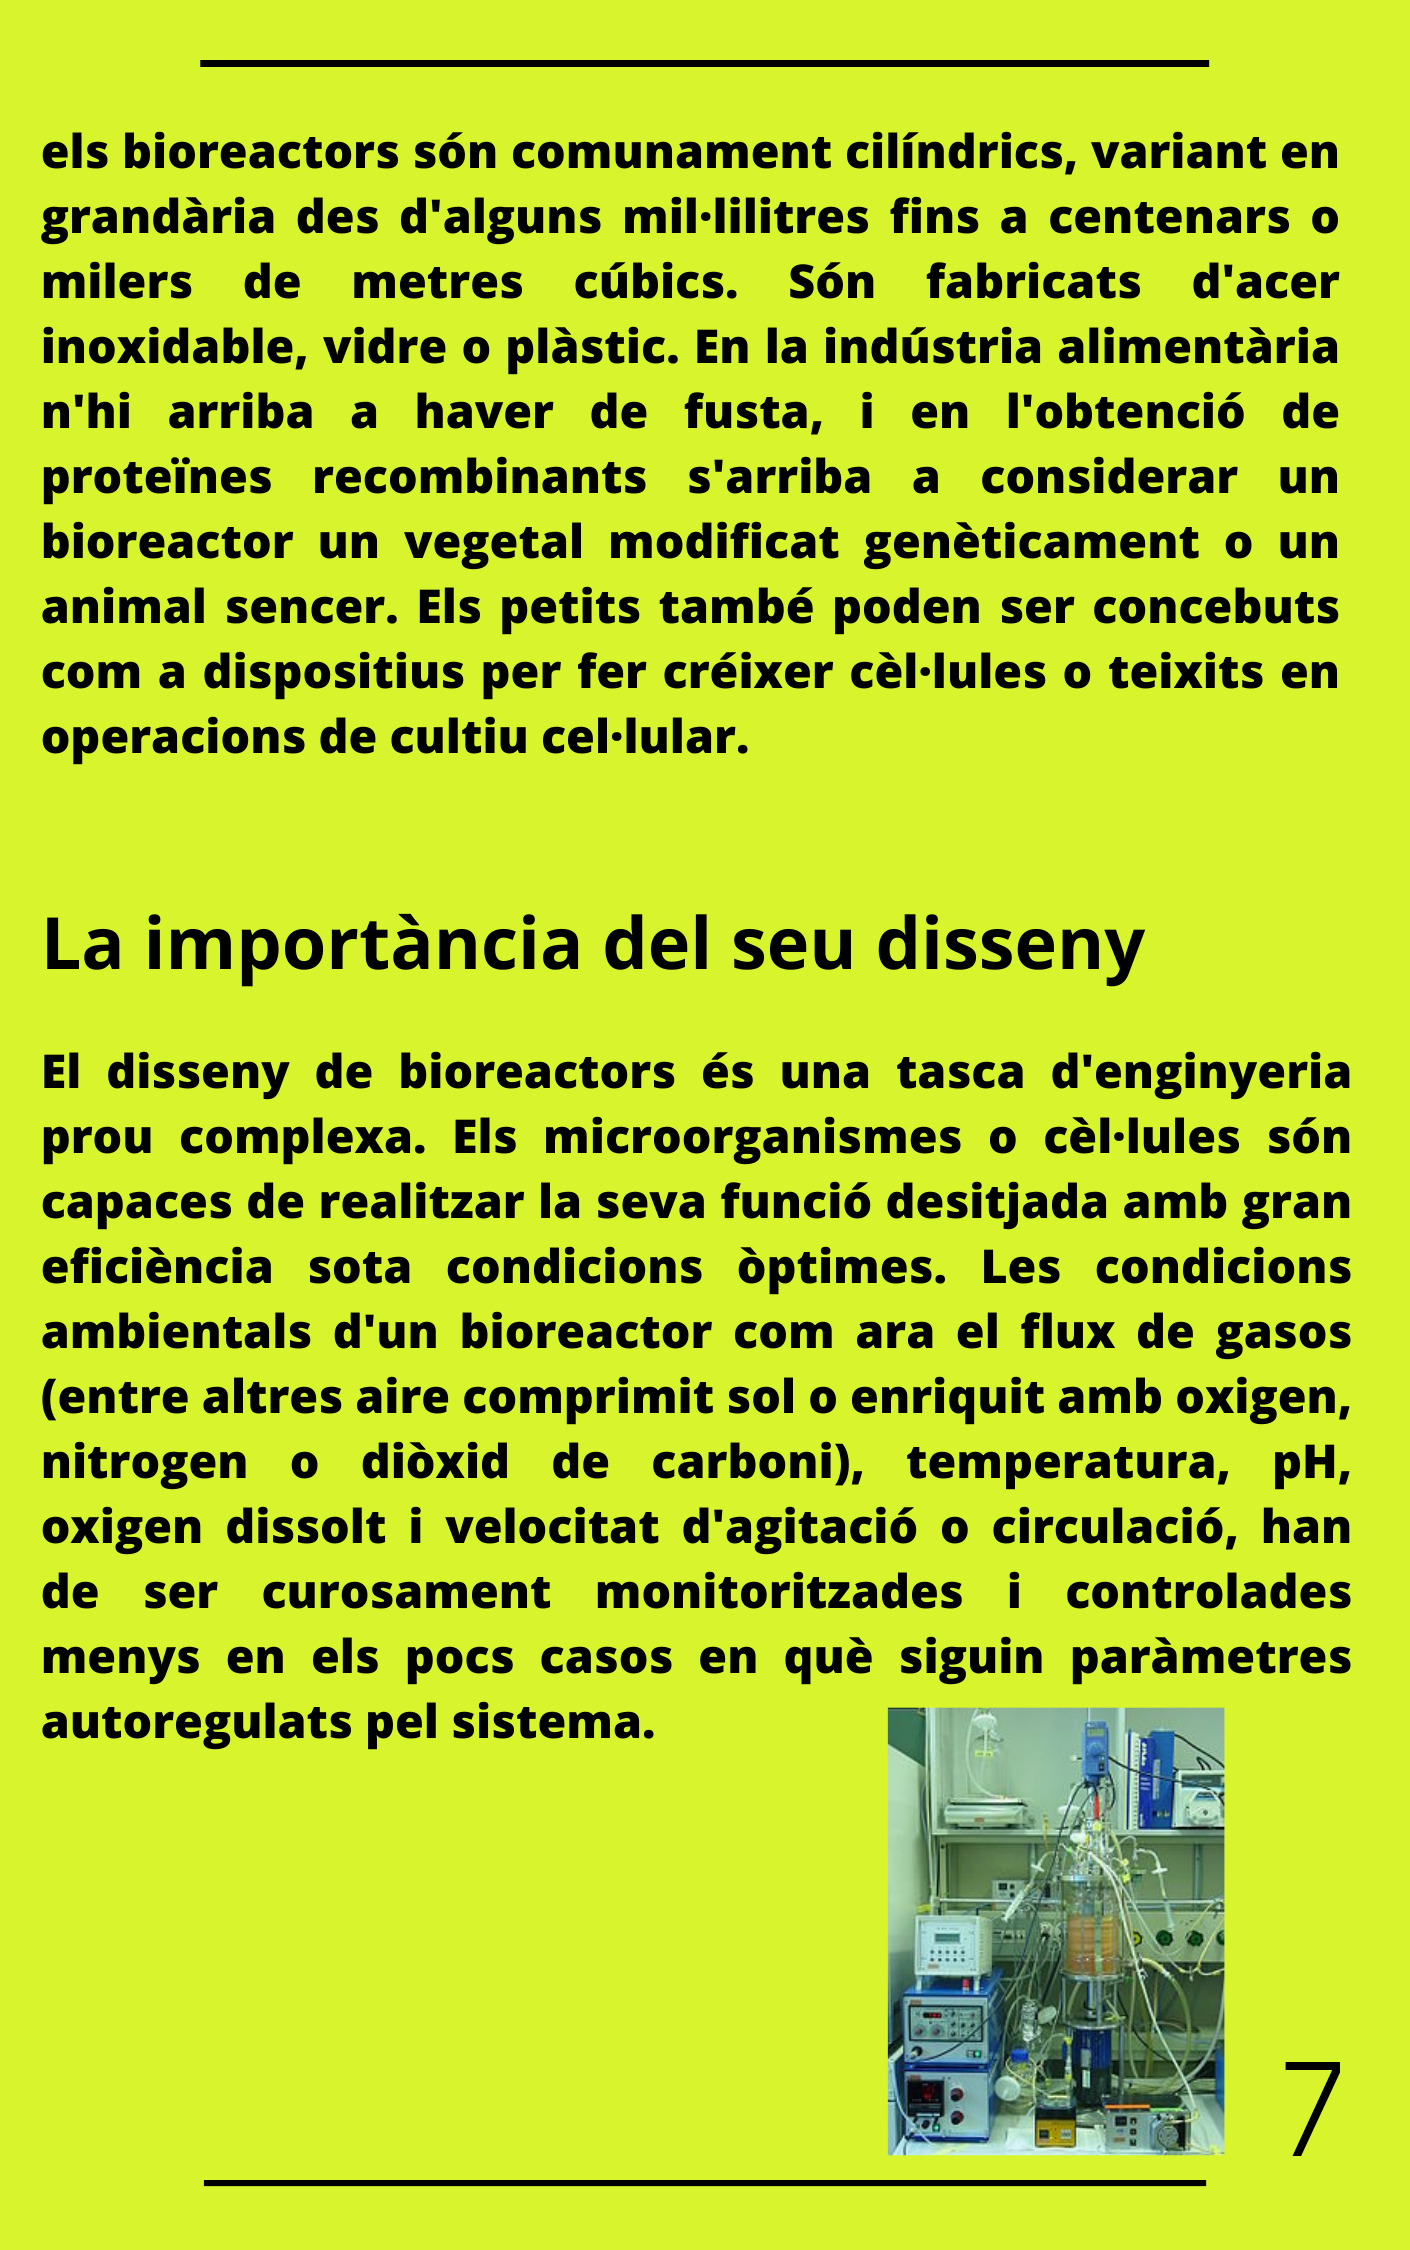 els bioreactors són comunament cilíndrics, variant en
grandària des d'alguns mil·lilitres fins a centenars o
milers de metres cúbics. Són fabricats d'acer
inoxidable, vidre o plàstic. En la indústria alimentària
n'hi arriba a haver de fusta, i en l'obtenció de
proteïnes recombinants s'arriba a considerar un
bioreactor un vegetal modificat genèticament o un
animal sencer. Els petits també poden ser concebuts
com a dispositius per fer créixer cèl·lules o teixits en
operacions de cultiu cel·lular.
La importància del seu disseny
El disseny de bioreactors és una tasca d'enginyeria
prou complexa. Els microorganismes o cèl·lules són
capaces de realitzar la seva funció desitjada amb gran
eficiència sota condicions òptimes. Les condicions
ambientals d'un bioreactor com ara el flux de gasos
(entre altres aire comprimit sol o enriquit amb oxigen,
nitrogen o diòxid de carboni), temperatura, pH,
oxigen dissolt i velocitat d'agitació o circulació, han
de ser curosament monitoritzades i controlades
menys en els pocs casos en què siguin paràmetres
autoregulats pel sistema.
7